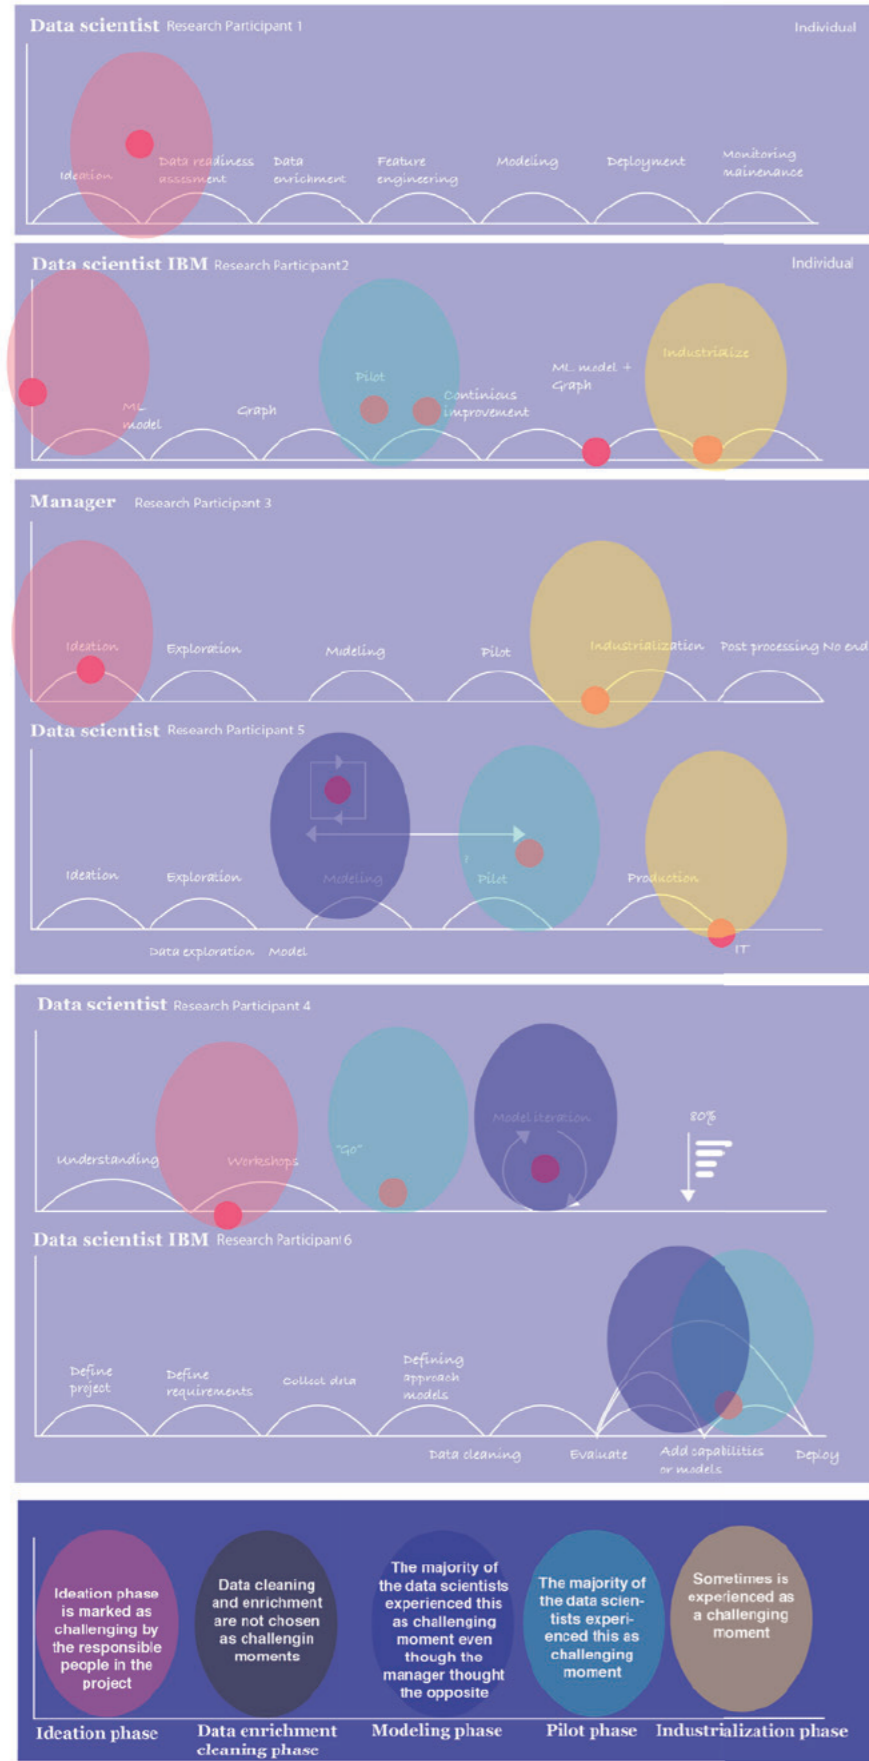 Data scientist Research Participant 1
Individual
Ideation
Data readiness
assesment
Data
enrichment
Feature
engineering
Modeling
Deployment
Monitoring
mainenance
Data scientist IBM Research Participant2
Individual
ML
model
Graph
Pilot
Continious
improvement
ML model +
Graph
Industrialize
Manager Research Participant 3
Ideation
Exploration
Modeling
Pilot
Industrialization
Post processing No end
Data scientist Research Participant 5
Ideation
Exploration
Modeling
Pilot
Production
Data exploration
Model
IT
Data scientist Research Participant 4
Understanding
Workshops
"Go"
Model iteration
80%
Data scientist IBM Research Participant 6
Define
project
Define
requirements
Collect data
Defining
approach
models
Data cleaning
Evaluate
Add capabilities
or models
Deploy
Ideation phase
is marked as
challenging by
the responsible
people in the
project
Data cleaning
and enrichment
are not chosen
as challengin
moments
The majority of
the data scientists
experienced this
as challenging
moment even
though the
manager thought
the opposite
The majority of
the data scien-
tists experi-
enced this as
challenging
moment
Sometimes is
experienced as
a challenging
moment
Ideation phase
Data enrichment
cleaning phase
Modeling phase
Pilot phase
Industrialization phase